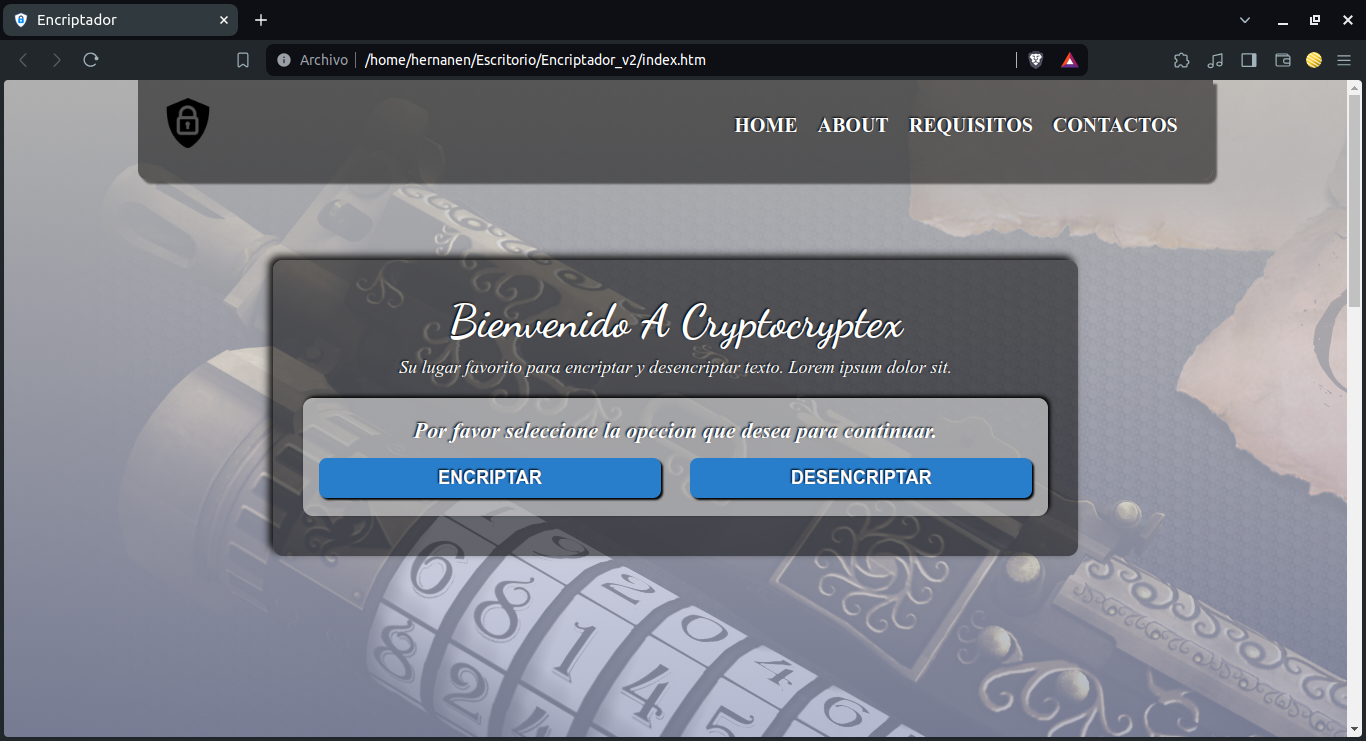 Encriptador
Archivo | /home/hernanen/Escritorio/Encriptador_v2/index.htm
HOME ABOUT REQUISITOS CONTACTOS
Bienvenido A Cryptocryptex
Su lugar favorito para encriptar y desencriptar texto. Lorem ipsum dolor sit.
Por favor seleccione la opccion que desea para continuar.
ENCRIPTAR DESENCRIPTAR